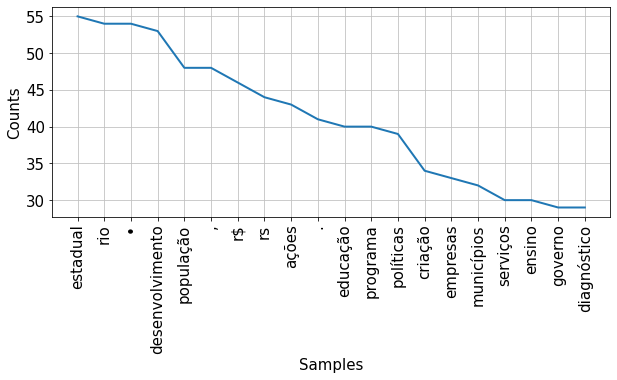 55
50
45
40
35
30
Counts
estadual
rio
•
desenvolvimento
população
,
r$
rs
ações
.
educação
programa
políticas
criação
empresas
municípios
serviços
ensino
governo
diagnóstico
Samples